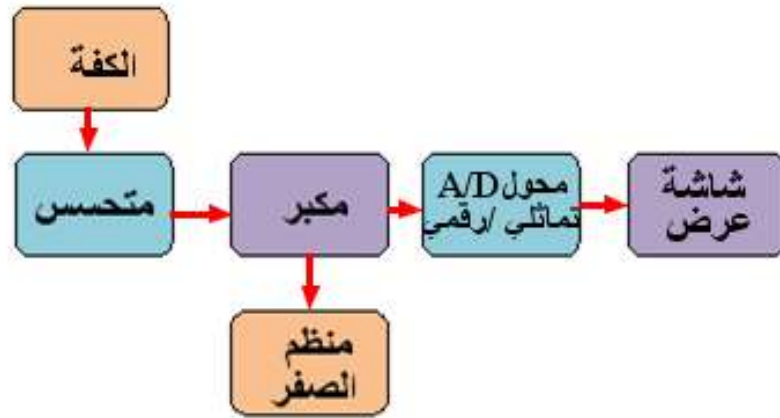 الكفة
متحسس
مكبر
محول A/D
تماثلي /رقمي
شاشة
عرض
منظم
الصفر